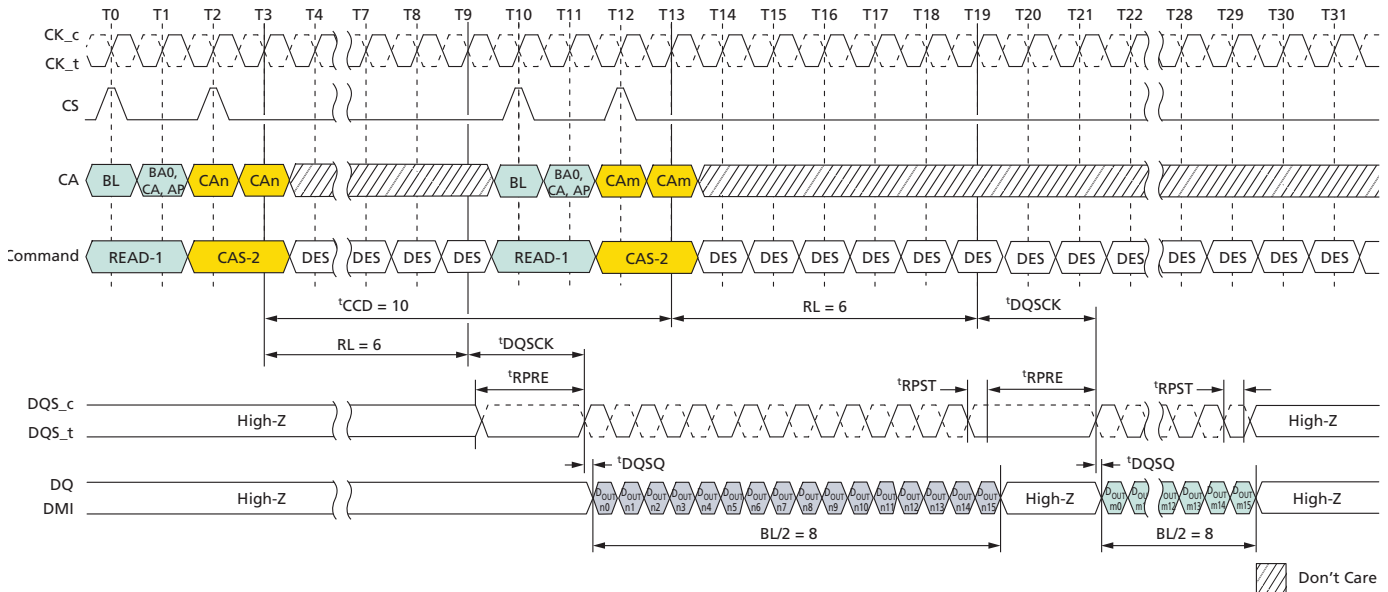 T0 T1 T2 T3 T4 T7 T8 T9 T10 T11 T12 T13 T14 T15 T16 T17 T18 T19 T20 T21 T22 T28 T29 T30 T31
CK_c
CK_t
CS
CA BL BA0, CA, AP CAn CAn BL BA0, CA, AP CAm CAm
Command READ-1 CAS-2 DES DES DES DES READ-1 CAS-2 DES DES DES DES DES DES DES DES DES DES DES DES DES
tCCD = 10 RL = 6 tDQSCK
RL = 6 tDQSCK
tRPRE tRPST tRPRE tRPST
DQS_c
DQS_t
High-Z High-Z
tDQSQ tDQSQ
DQ
DMI
High-Z DOUT n0 DOUT n1 DOUT n2 DOUT n3 DOUT n4 DOUT n5 DOUT n6 DOUT n7 DOUT n8 DOUT n9 DOUT n10 DOUT n11 DOUT n12 DOUT n13 DOUT n14 DOUT n15 High-Z DOUT m0 DOUT m12 DOUT m13 DOUT m14 DOUT m15 High-Z
BL/2 = 8 BL/2 = 8
Don't Care